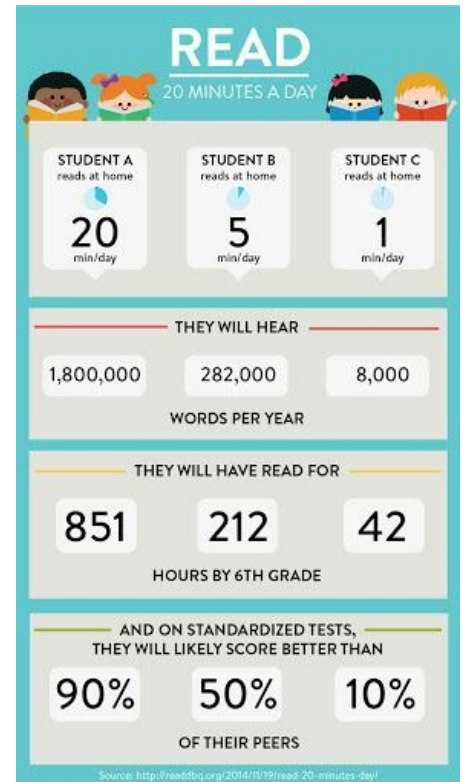 READ
20 MINUTES A DAY
STUDENT A
reads at home
20
min/day
STUDENT B
reads at home
5
min/day
STUDENT C
reads at home
1
min/day
THEY WILL HEAR
1,800,000 282,000 8,000
WORDS PER YEAR
THEY WILL HAVE READ FOR
851 212 42
HOURS BY 6TH GRADE
AND ON STANDARDIZED TESTS,
THEY WILL LIKELY SCORE BETTER THAN
90% 50% 10%
OF THEIR PEERS
Source: http://readdbq.org/2014/11/19/read-20-minutes-day/